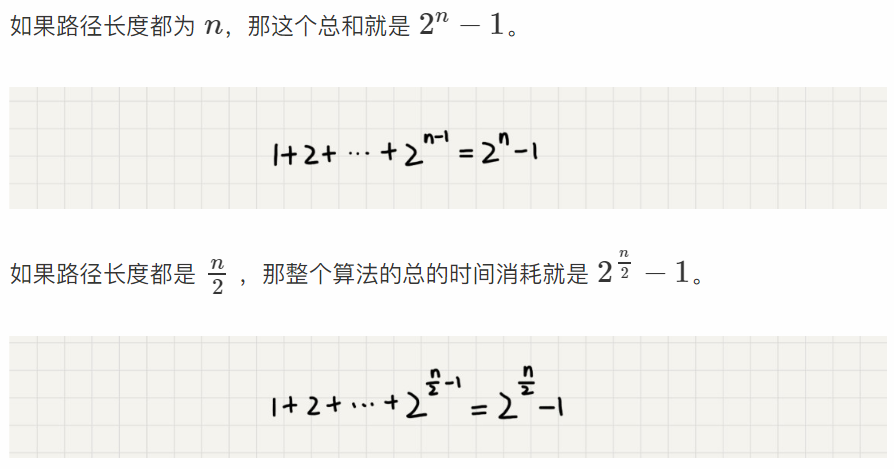 如果路径长度都为 n，那这个总和就是 2^n − 1。
1+2+ ··· +2^{n-1} = 2^n-1
如果路径长度都是 \frac{n}{2} ，那整个算法的总的时间消耗就是 2^{\frac{n}{2}} − 1。
1+2+ ··· +2^{\frac{n}{2}-1} = 2^{\frac{n}{2}}-1